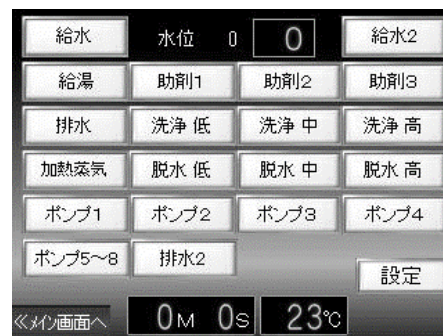 給水 水位 0 0 給水2
給湯 助剤1 助剤2 助剤3
排水 洗浄 低 洗浄 中 洗浄 高
加熱蒸気 脱水 低 脱水 中 脱水 高
ポンプ1 ポンプ2 ポンプ3 ポンプ4
ポンプ5〜8 排水2
設定
≪メイン画面へ 0M 0S 23℃